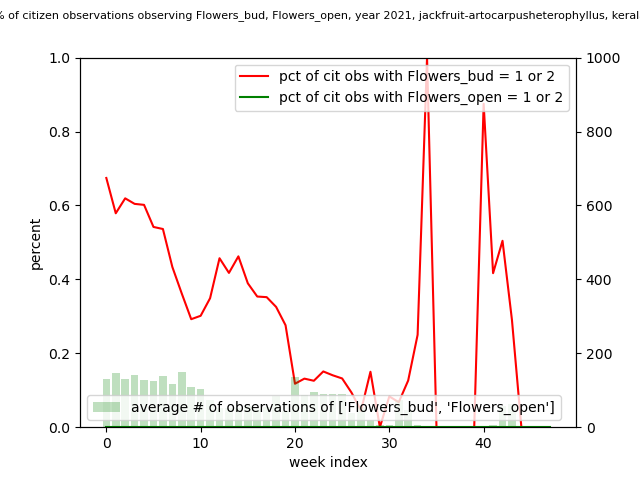 % of citizen observations observing Flowers_bud, Flowers_open, year 2021, jackfruit-artocarpusheterophyllus, keral
1.0
0.8
0.6
0.4
0.2
0.0
percent
pct of cit obs with Flowers_bud = 1 or 2
pct of cit obs with Flowers_open = 1 or 2
average # of observations of ['Flowers_bud', 'Flowers_open']
1000
800
600
400
200
0
0 10 20 30 40
week index